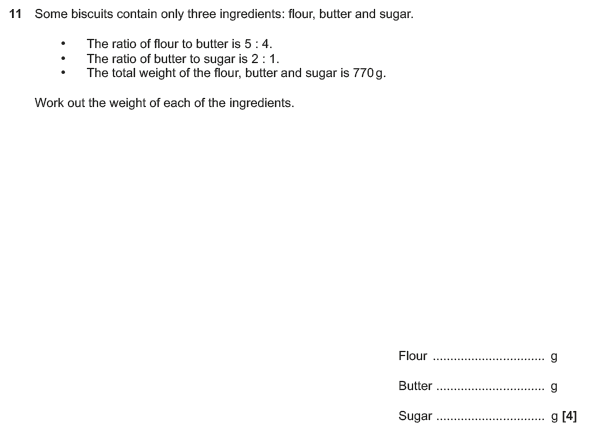 11 Some biscuits contain only three ingredients: flour, butter and sugar.
• The ratio of flour to butter is 5 : 4.
• The ratio of butter to sugar is 2 : 1.
• The total weight of the flour, butter and sugar is 770 g.
Work out the weight of each of the ingredients.
Flour ................................ g
Butter ............................... g
Sugar ............................... g [4]